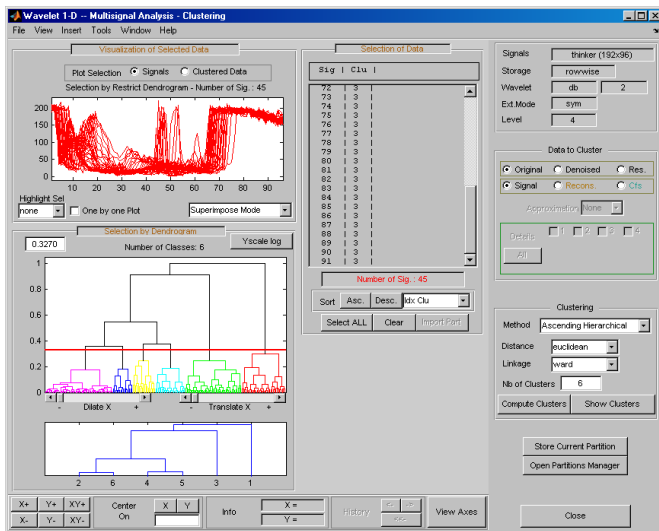 Wavelet 1-D -- Multisignal Analysis - Clustering
File View Insert Tools Window Help
Visualization of Selected Data
Plot Selection Signals Clustered Data
Selection by Restrict Dendrogram - Number of Sig. : 45
200
150
100
50
0
10 20 30 40 50 60 70 80 90
Highlight Sel
none One by one Plot Superimpose Mode
Selection by Dendrogram
0.3270 Number of Classes: 6 Yscale log
1
0.8
0.6
0.4
0.2
0
- Dilate X + - Translate X +
2 6 4 5 3 1
Selection of Data
Sig | Clu |
72 | 3 |
73 | 3 |
74 | 3 |
75 | 3 |
76 | 3 |
77 | 3 |
78 | 3 |
79 | 3 |
80 | 3 |
81 | 3 |
82 | 3 |
83 | 3 |
84 | 3 |
85 | 3 |
86 | 3 |
87 | 3 |
88 | 3 |
89 | 3 |
90 | 3 |
91 | 3 |
Number of Sig. : 45
Sort Asc. Desc. Idx Clu
Select ALL Clear Import Part
Signals thinker (192x96)
Storage rowwise
Wavelet db 2
Ext.Mode sym
Level 4
Data to Cluster
Original Denoised Res.
Signal Recons. Cfs
Approximation None
Details 1 2 3 4
All
Clustering
Method Ascending Hierarchical
Distance euclidean
Linkage ward
Nb of Clusters 6
Compute Clusters Show Clusters
Store Current Partition
Open Partitions Manager
Close
X+ Y+ XY+
X- Y- XY-
Center On X Y
Info X = Y =
History <- -> <<-
View Axes